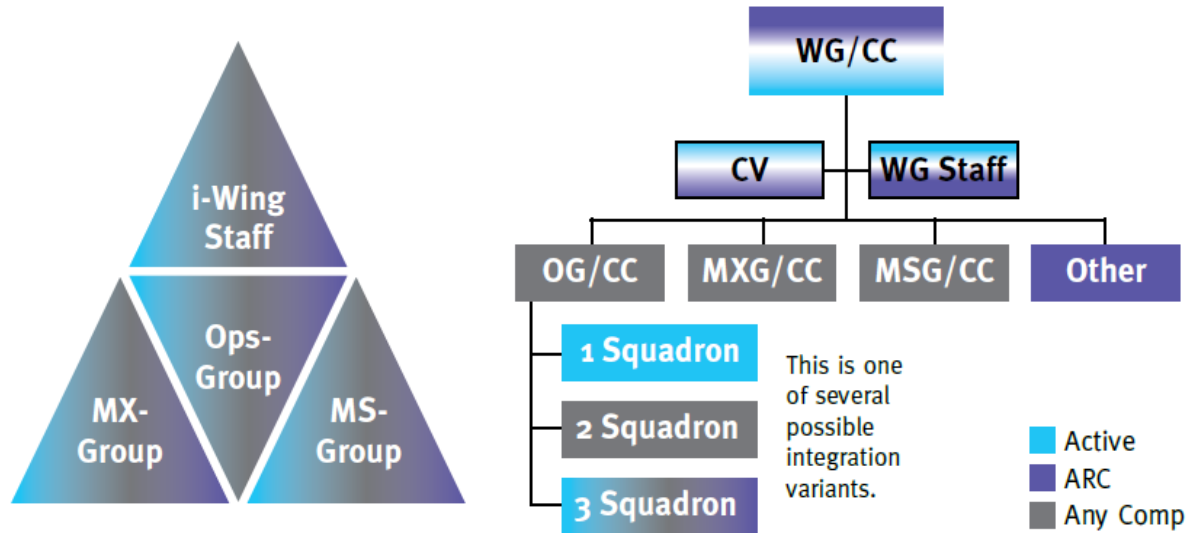 i-Wing
Staff
Ops-
Group
MX-
Group
MS-
Group
WG/CC
CV
WG Staff
OG/CC
MXG/CC
MSG/CC
Other
1 Squadron
2 Squadron
3 Squadron
This is one
of several
possible
integration
variants.
Active
ARC
Any Comp